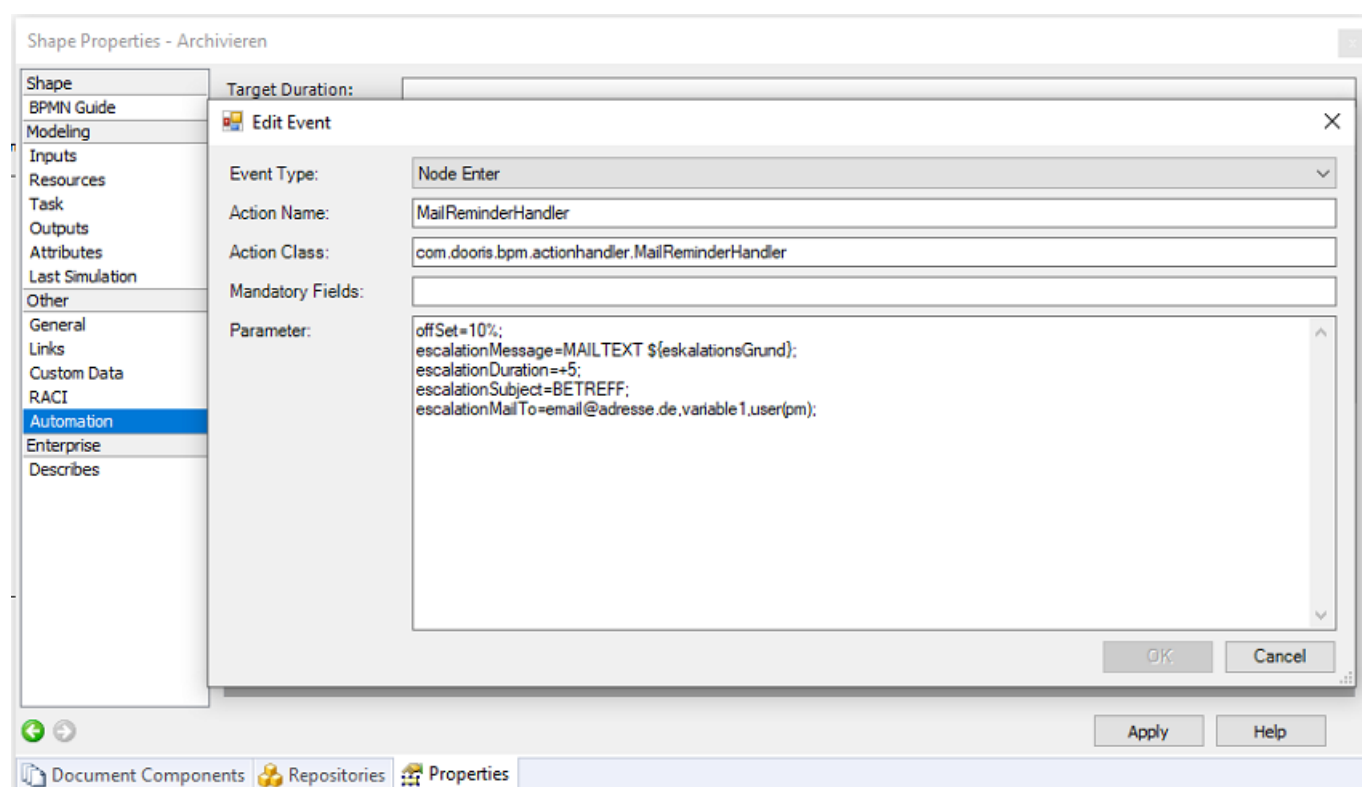 Shape Properties - Archivieren
Shape
BPMN Guide
Modeling
Inputs
Resources
Task
Outputs
Attributes
Last Simulation
Other
General
Links
Custom Data
RACI
Automation
Enterprise
Describes
Target Duration:
Edit Event
Event Type: Node Enter
Action Name: MailReminderHandler
Action Class: com.dooris.bpm.actionhandler.MailReminderHandler
Mandatory Fields:
Parameter: offSet=10%;
escalationMessage=MAILTEXT ${eskalationsGrund};
escalationDuration=+5;
escalationSubject=BETREFF;
escalationMailTo=email@adresse.de,variable1,user(pm);
OK Cancel
Apply Help
Document Components Repositories Properties